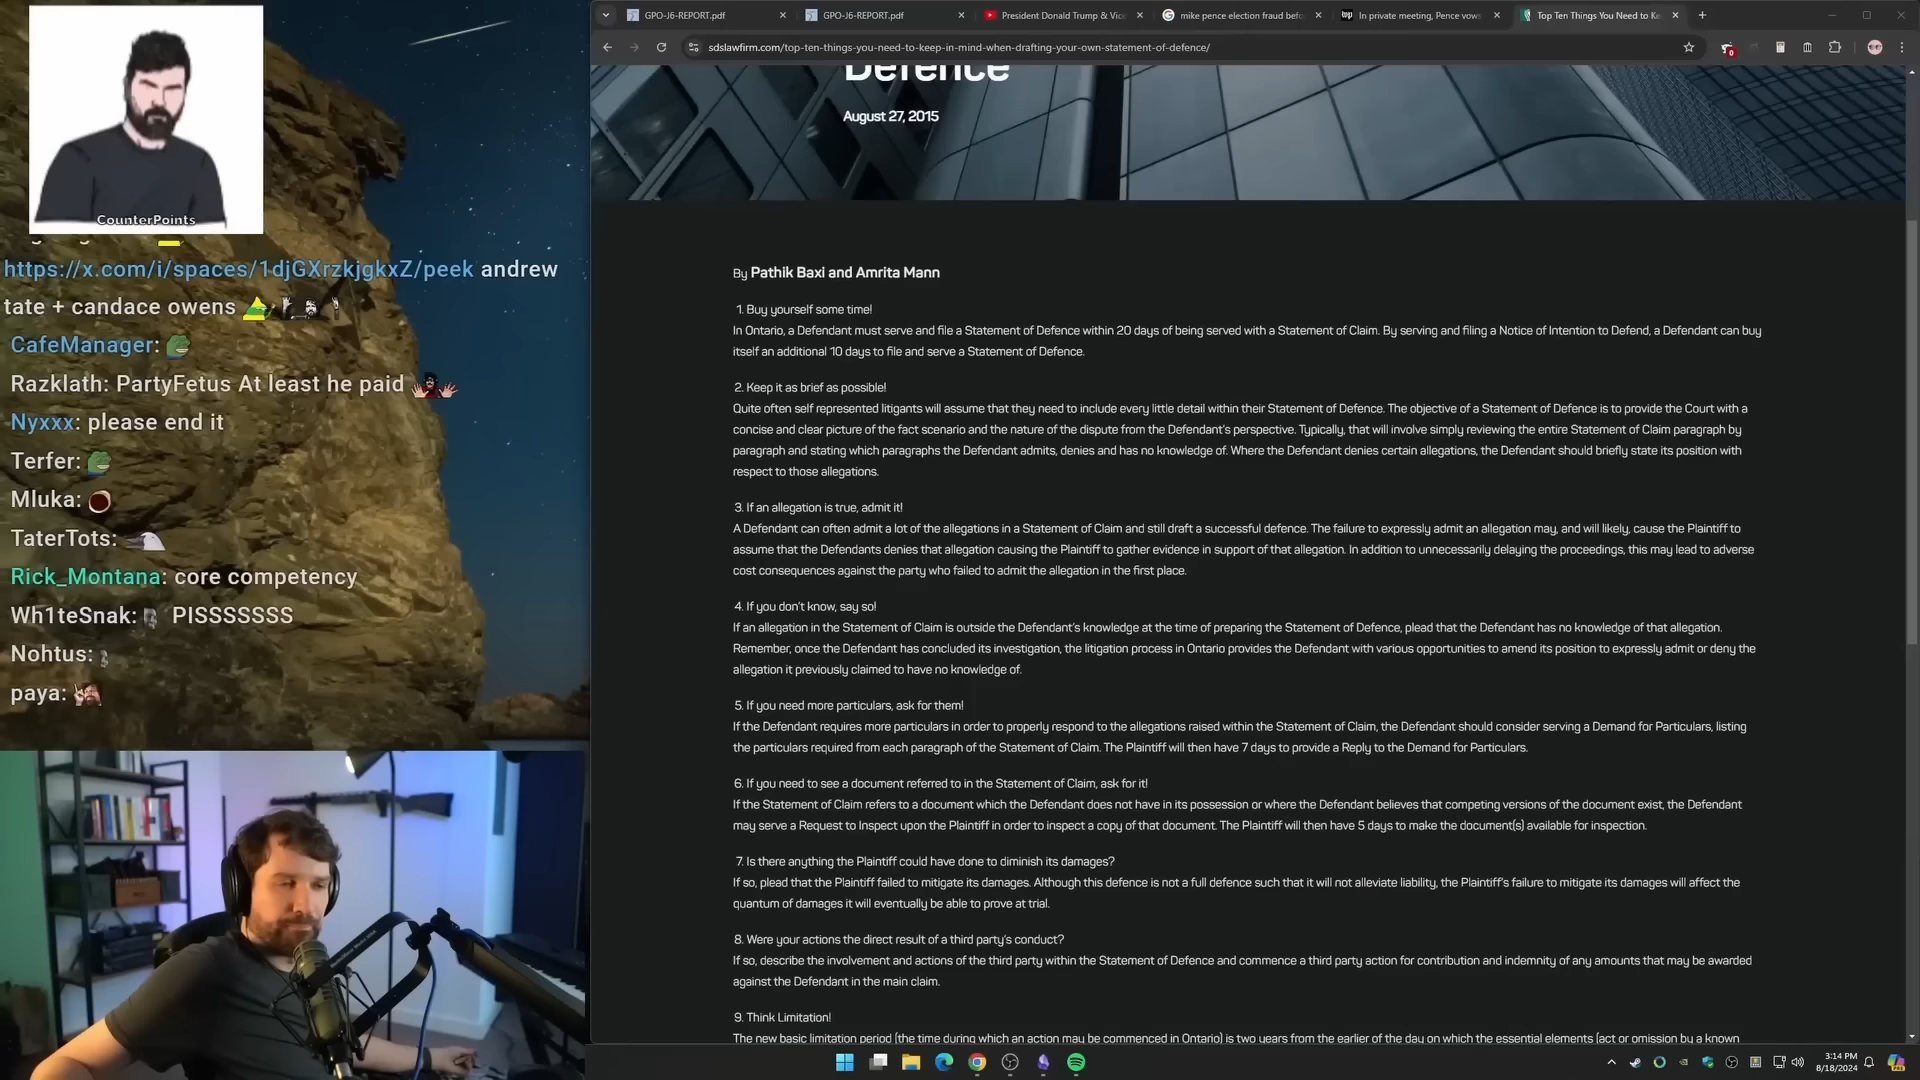 GPO-J6-REPORT.pdf
GPO-J6-REPORT.pdf
President Donald Trump & Vice
mike pence election fraud befo
In private meeting, Pence vows
Top Ten Things You Need to Ke
sdslawfirm.com/top-ten-things-you-need-to-keep-in-mind-when-drafting-your-own-statement-of-defence/
Defence
August 27, 2015
By Pathik Baxi and Amrita Mann
1. Buy yourself some time!
In Ontario, a Defendant must serve and file a Statement of Defence within 20 days of being served with a Statement of Claim. By serving and filing a Notice of Intention to Defend, a Defendant can buy
itself an additional 10 days to file and serve a Statement of Defence.
2. Keep it as brief as possible!
Quite often self represented litigants will assume that they need to include every little detail within their Statement of Defence. The objective of a Statement of Defence is to provide the Court with a
concise and clear picture of the fact scenario and the nature of the dispute from the Defendant's perspective. Typically, that will involve simply reviewing the entire Statement of Claim paragraph by
paragraph and stating which paragraphs the Defendant admits, denies and has no knowledge of. Where the Defendant denies certain allegations, the Defendant should briefly state its position with
respect to those allegations.
3. If an allegation is true, admit it!
A Defendant can often admit a lot of the allegations in a Statement of Claim and still draft a successful defence. The failure to expressly admit an allegation may, and will likely, cause the Plaintiff to
assume that the Defendants denies that allegation causing the Plaintiff to gather evidence in support of that allegation. In addition to unnecessarily delaying the proceedings, this may lead to adverse
cost consequences against the party who failed to admit the allegation in the first place.
4. If you don't know, say so!
If an allegation in the Statement of Claim is outside the Defendant's knowledge at the time of preparing the Statement of Defence, plead that the Defendant has no knowledge of that allegation.
Remember, once the Defendant has concluded its investigation, the litigation process in Ontario provides the Defendant with various opportunities to amend its position to expressly admit or deny the
allegation it previously claimed to have no knowledge of.
5. If you need more particulars, ask for them!
If the Defendant requires more particulars in order to properly respond to the allegations raised within the Statement of Claim, the Defendant should consider serving a Demand for Particulars, listing
the particulars required from each paragraph of the Statement of Claim. The Plaintiff will then have 7 days to provide a Reply to the Demand for Particulars.
6. If you need to see a document referred to in the Statement of Claim, ask for it!
If the Statement of Claim refers to a document which the Defendant does not have in its possession or where the Defendant believes that competing versions of the document exist, the Defendant
may serve a Request to Inspect upon the Plaintiff in order to inspect a copy of that document. The Plaintiff will then have 5 days to make the document(s) available for inspection.
7. Is there anything the Plaintiff could have done to diminish its damages?
If so, plead that the Plaintiff failed to mitigate its damages. Although this defence is not a full defence such that it will not alleviate liability, the Plaintiff's failure to mitigate its damages will affect the
quantum of damages it will eventually be able to prove at trial.
8. Were your actions the direct result of a third party's conduct?
If so, describe the involvement and actions of the third party within the Statement of Defence and commence a third party action for contribution and indemnity of any amounts that may be awarded
against the Defendant in the main claim.
9. Think Limitation!
The new basic limitation period (the time during which an action may be commenced in Ontario) is two years from the earlier of the day on which the essential elements (act or omission by a known
CounterPoints
https://x.com/i/spaces/1djGXrzkjgkxZ/peek andrew
tate + candace owens
CafeManager:
Razklath: PartyFetus At least he paid
Nyxxx: please end it
Terfer:
Mluka:
TaterTots:
Rick_Montana: core competency
Wh1teSnak: PISSSSSSS
Nohtus:
paya:
3:14 PM
8/18/2024